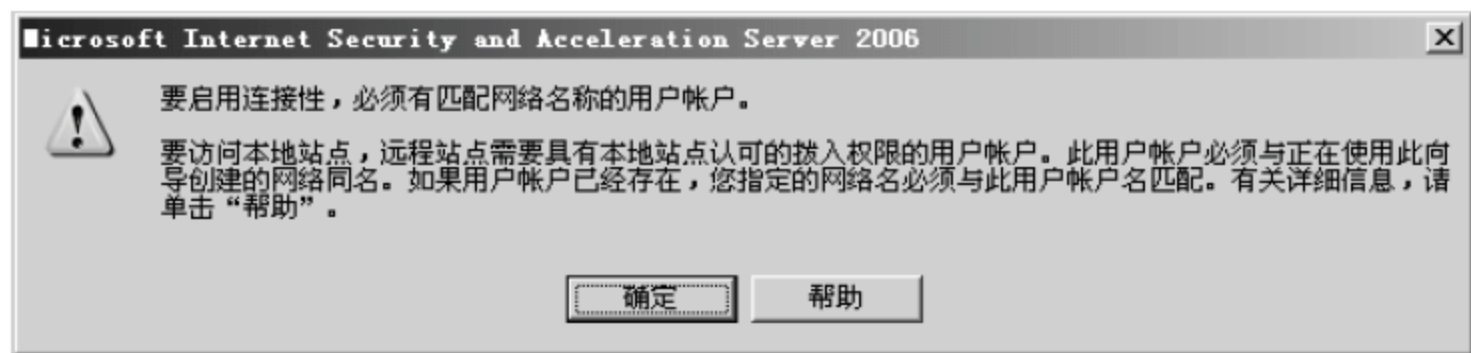 Microsoft Internet Security and Acceleration Server 2006
要启用连接性，必须有匹配网络名称的用户帐户。
要访问本地站点，远程站点需要具有本地站点认可的拨入权限的用户帐户。此用户帐户必须与正在使用此向
导创建的网络同名。如果用户帐户已经存在，您指定的网络名必须与此用户帐户名匹配。有关详细信息，请
单击“帮助”。
确定
帮助